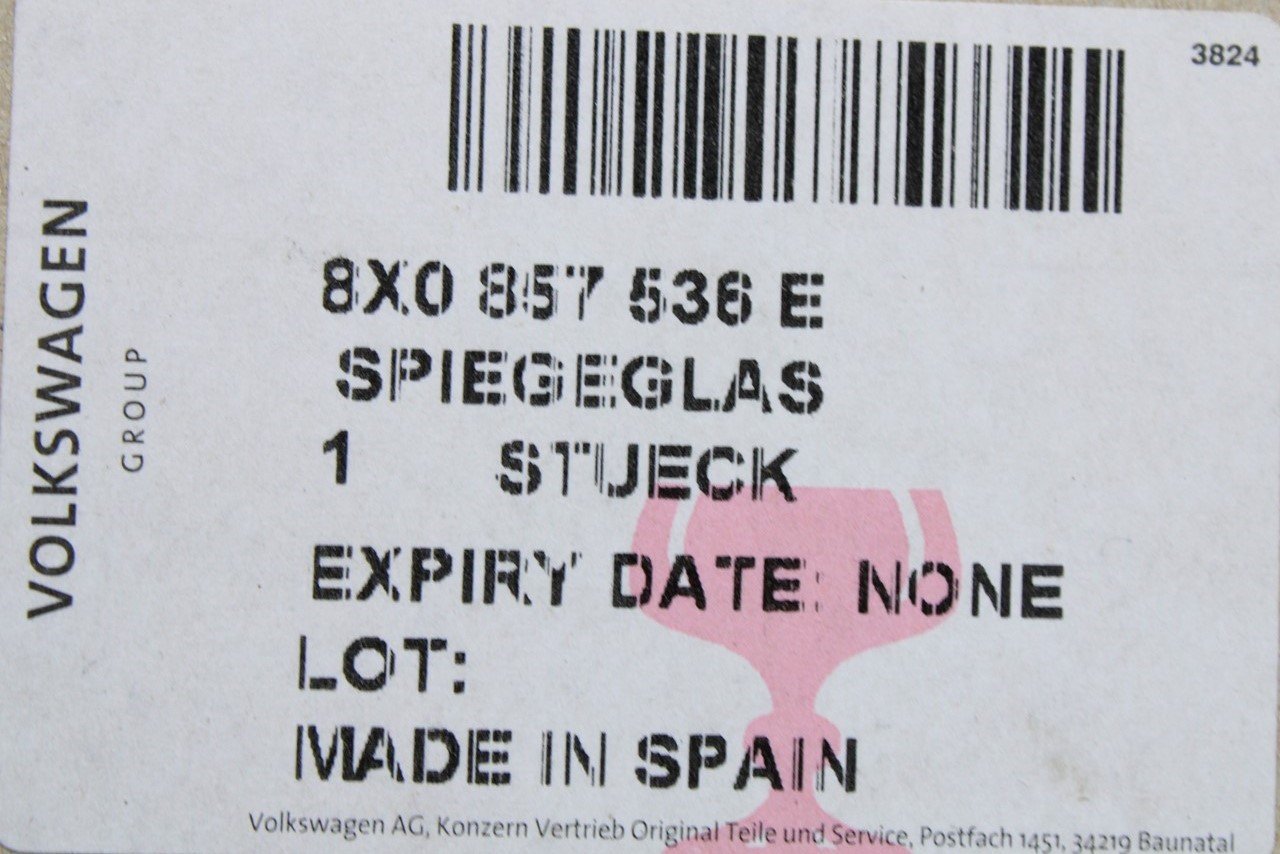 3824
VOLKSWAGEN
GROUP
8X0 857 536 E
SPIEGEGLAS
1 STUECK
EXPIRY DATE: NONE
LOT:
MADE IN SPAIN
Volkswagen AG, Konzern Vertrieb Original Teile und Service, Postfach 1451, 34219 Baunatal